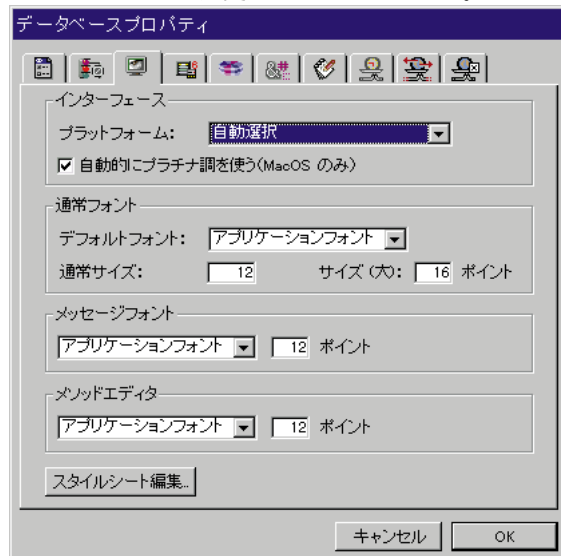 データベースプロパティ
インターフェース
プラットフォーム: 自動選択
自動的にプラチナ調を使う(MacOS のみ)
通常フォント
デフォルトフォント: アプリケーションフォント
通常サイズ: 12 サイズ(大): 16 ポイント
メッセージフォント
アプリケーションフォント 12 ポイント
メソッドエディタ
アプリケーションフォント 12 ポイント
スタイルシート編集...
キャンセル OK